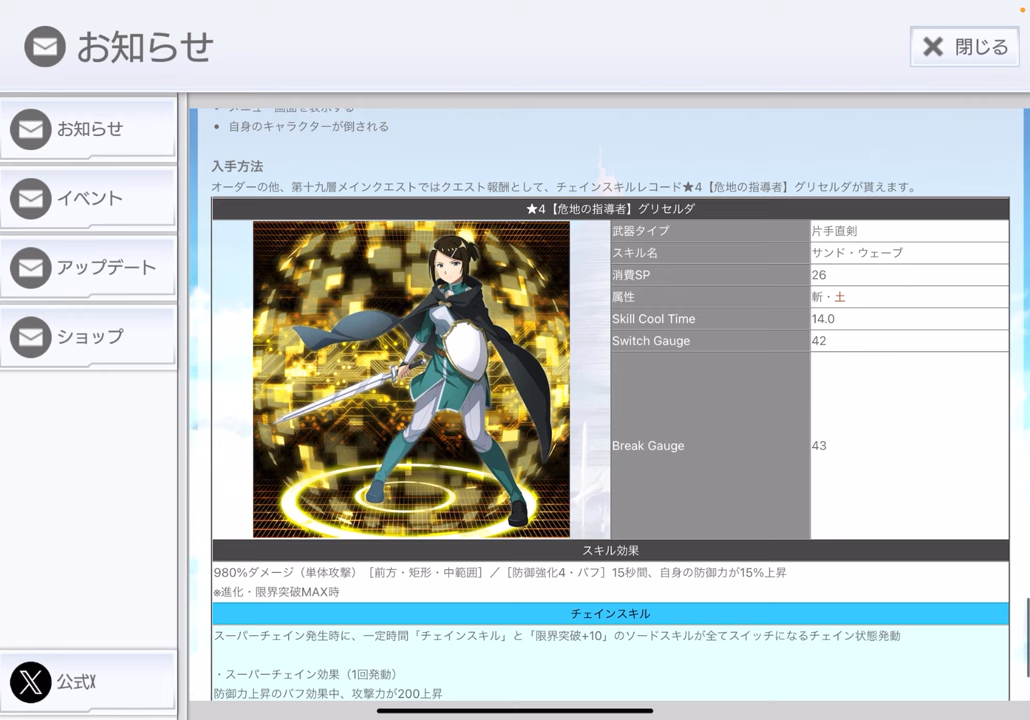 お知らせ
閉じる
お知らせ
イベント
アップデート
ショップ
公式X
• メニュー画面を表示する
• 自身のキャラクターが倒される
入手方法
オーダーの他、第十九層メインクエストではクエスト報酬として、チェインスキルレコード★4【危地の指導者】グリセルダが貰えます。
★4【危地の指導者】グリセルダ
武器タイプ 片手直剣
スキル名 サンド・ウェーブ
消費SP 26
属性 斬・土
Skill Cool Time 14.0
Switch Gauge 42
Break Gauge 43
スキル効果
980%ダメージ（単体攻撃）［前方・矩形・中範囲］／［防御強化4・バフ］15秒間、自身の防御力が15%上昇
※進化・限界突破MAX時
チェインスキル
スーパーチェイン発生時に、一定時間「チェインスキル」と「限界突破+10」のソードスキルが全てスイッチになるチェイン状態発動
・スーパーチェイン効果（1回発動）
防御力上昇のバフ効果中、攻撃力が200上昇